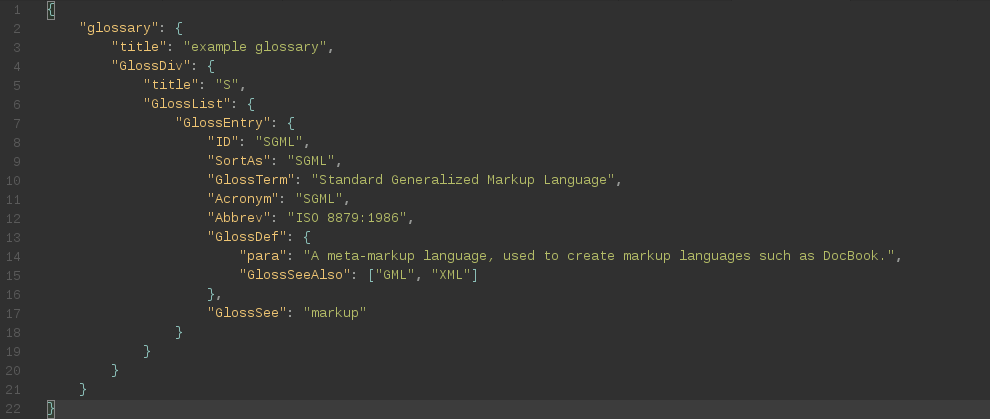 1 {
2     "glossary": {
3         "title": "example glossary",
4         "GlossDiv": {
5             "title": "S",
6             "GlossList": {
7                 "GlossEntry": {
8                     "ID": "SGML",
9                     "SortAs": "SGML",
10                     "GlossTerm": "Standard Generalized Markup Language",
11                     "Acronym": "SGML",
12                     "Abbrev": "ISO 8879:1986",
13                     "GlossDef": {
14                         "para": "A meta-markup language, used to create markup languages such as DocBook.",
15                         "GlossSeeAlso": ["GML", "XML"]
16                     },
17                     "GlossSee": "markup"
18                 }
19             }
20         }
21     }
22 }